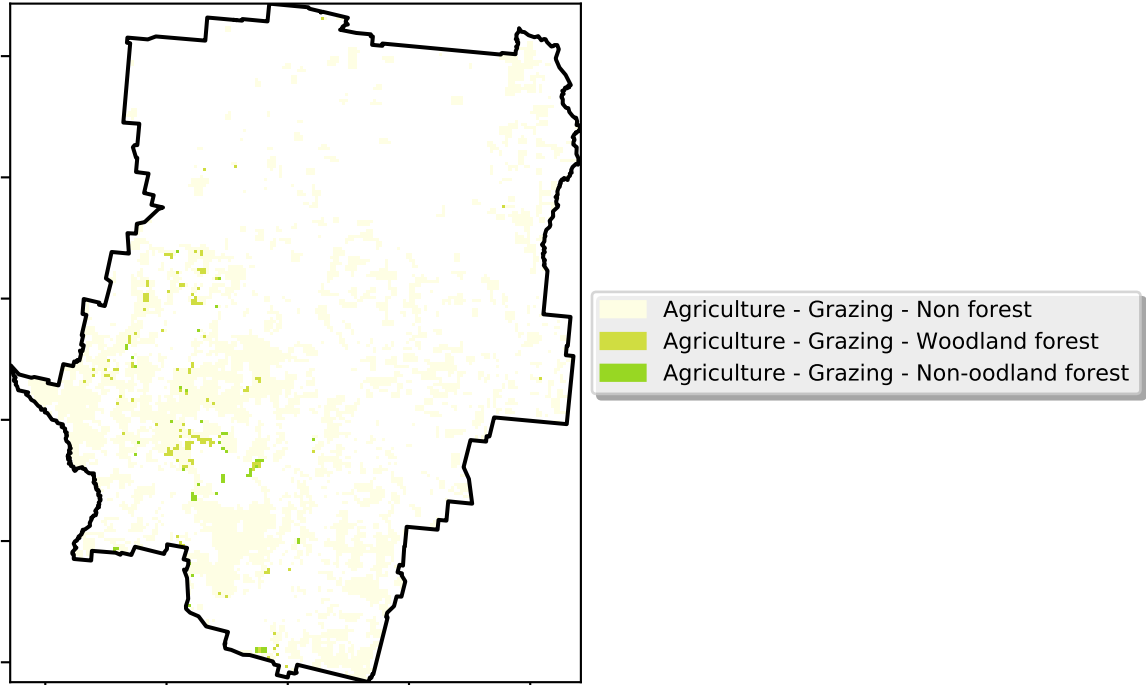 Agriculture - Grazing - Non forest
Agriculture - Grazing - Woodland forest
Agriculture - Grazing - Non-oodland forest